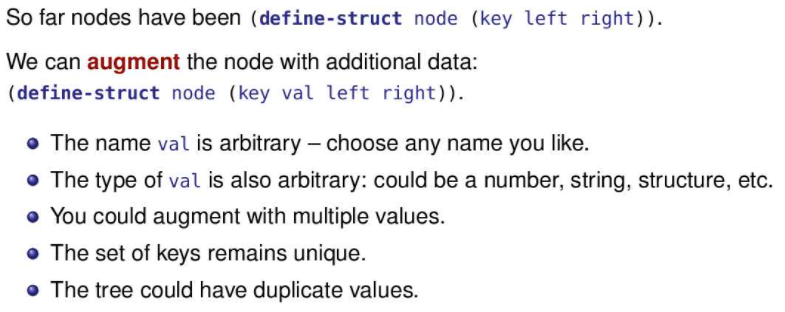 So far nodes have been (define-struct node (key left right)).
We can augment the node with additional data:
(define-struct node (key val left right)).
The name val is arbitrary – choose any name you like.
The type of val is also arbitrary: could be a number, string, structure, etc.
You could augment with multiple values.
The set of keys remains unique.
The tree could have duplicate values.